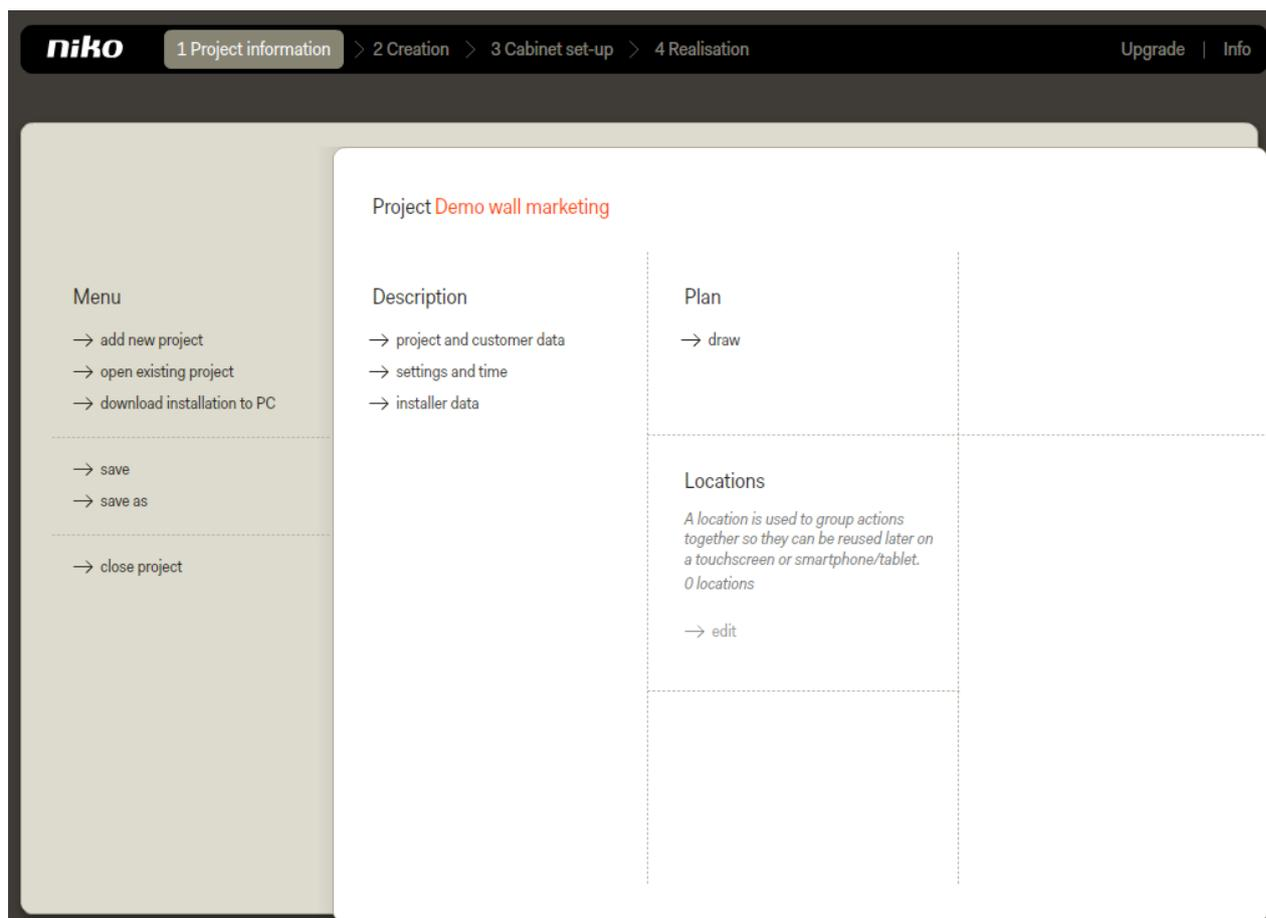 niko
1 Project information
2 Creation
3 Cabinet set-up
4 Realisation
Upgrade | Info
Project Demo wall marketing
Menu
→ add new project
→ open existing project
→ download installation to PC
→ save
→ save as
→ close project
Description
→ project and customer data
→ settings and time
→ installer data
Plan
→ draw
Locations
A location is used to group actions
together so they can be reused later on
a touchscreen or smartphone/tablet.
0 locations
→ edit